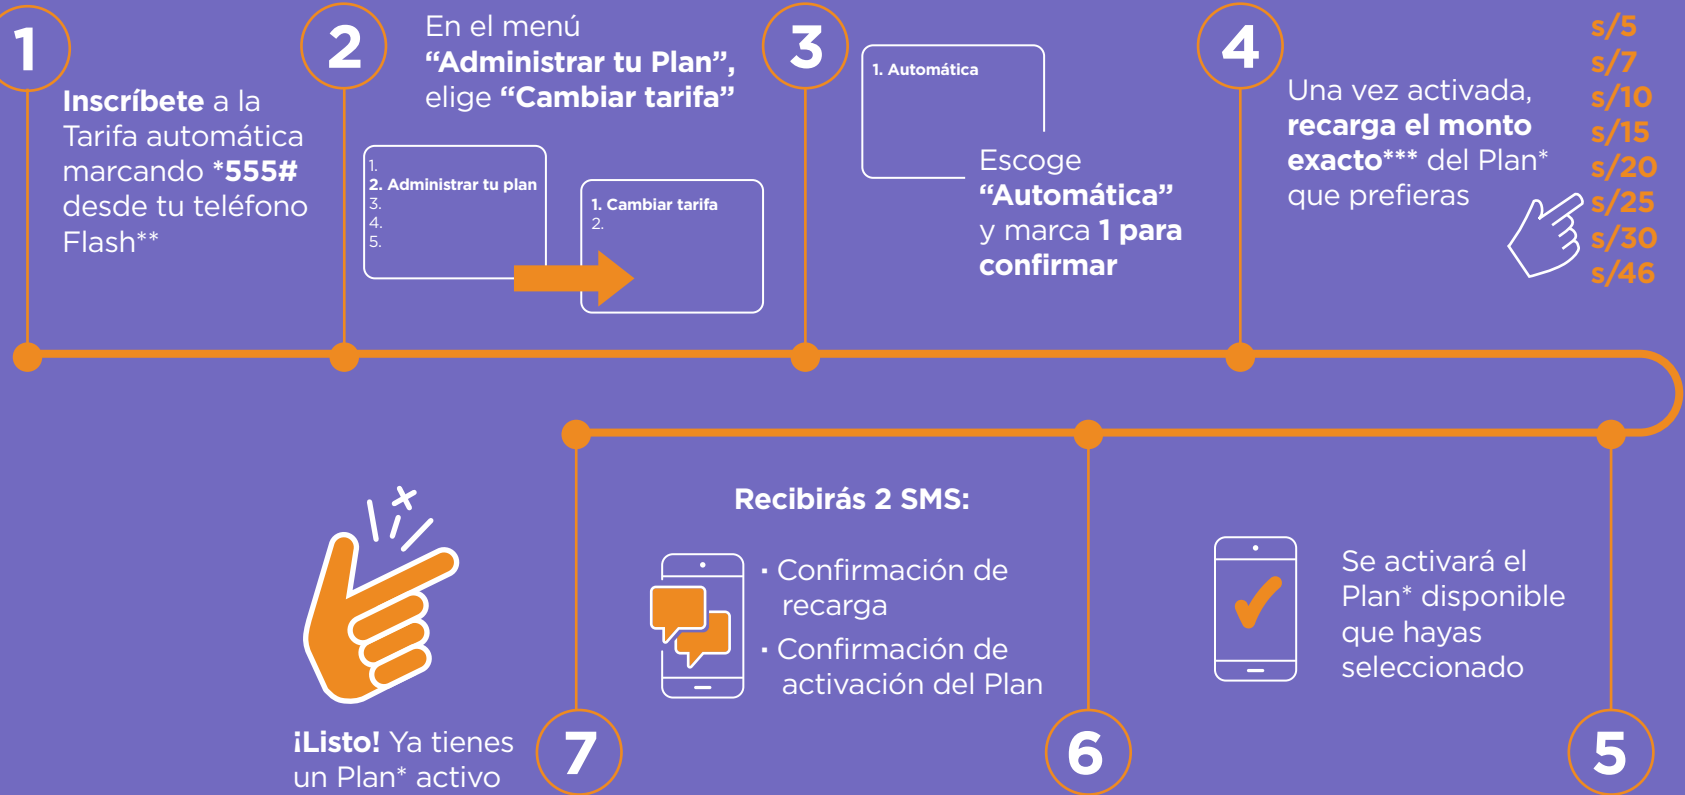 1
Inscríbete a la
Tarifa automática
marcando *555#
desde tu teléfono
Flash**
2
En el menú
“Administrar tu Plan”,
elige “Cambiar tarifa”
1.
2. Administrar tu plan
3.
4.
5.
1. Cambiar tarifa
2.
3
1. Automática
Escoge
“Automática”
y marca 1 para
confirmar
4
Una vez activada,
recarga el monto
exacto*** del Plan*
que prefieras
s/5
s/7
s/10
s/15
s/20
s/25
s/30
s/46
5
Se activará el
Plan* disponible
que hayas
seleccionado
6
Recibirás 2 SMS:
▪ Confirmación de
recarga
▪ Confirmación de
activación del Plan
7
¡Listo! Ya tienes
un Plan* activo